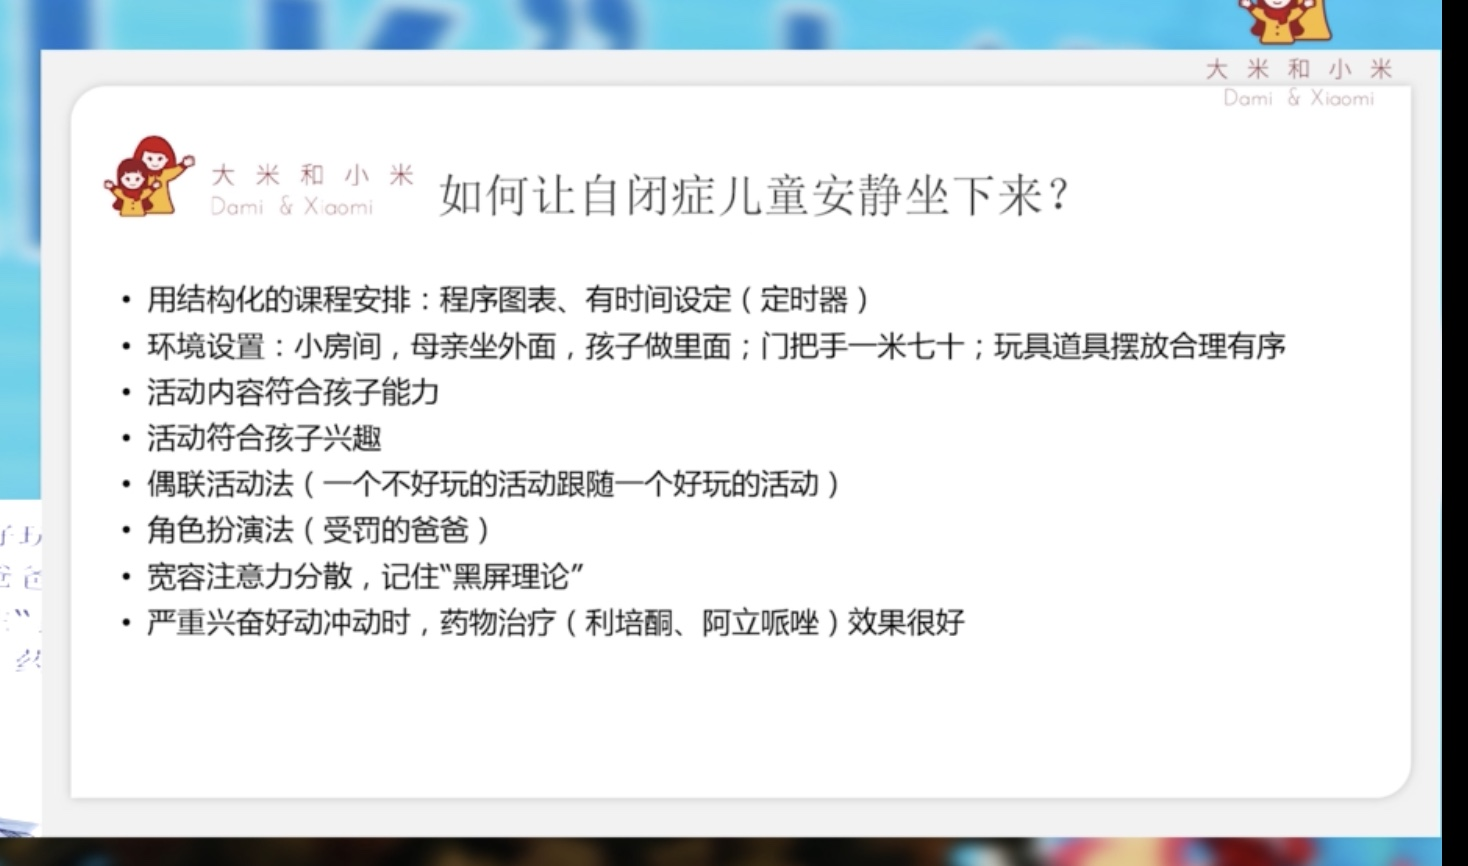 大米和小米
Dami & Xiaomi
大米和小米
Dami & Xiaomi
如何让自闭症儿童安静坐下来？
• 用结构化的课程安排：程序图表、有时间设定（定时器）
• 环境设置：小房间，母亲坐外面，孩子做里面；门把手一米七十；玩具道具摆放合理有序
• 活动内容符合孩子能力
• 活动符合孩子兴趣
• 偶联活动法（一个不好玩的活动跟随一个好玩的活动）
• 角色扮演法（受罚的爸爸）
• 宽容注意力分散，记住“黑屏理论”
• 严重兴奋好动冲动时，药物治疗（利培酮、阿立哌唑）效果很好